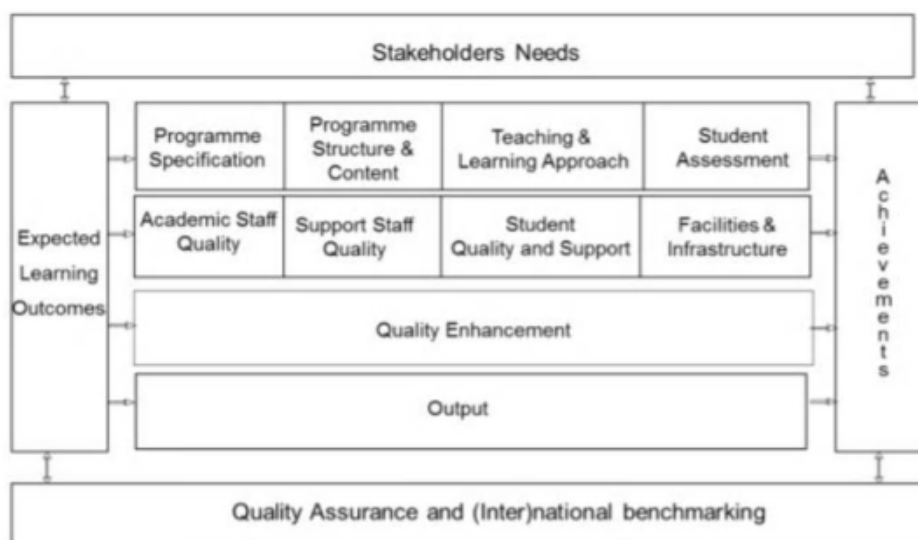 Stakeholders Needs
Programme
Specification
Programme
Structure &
Content
Teaching &
Learning Approach
Student
Assessment
Academic Staff
Quality
Support Staff
Quality
Student
Quality and Support
Facilities &
Infrastructure
Expected
Learning
Outcomes
Quality Enhancement
Output
Achievements
Quality Assurance and (Inter)national benchmarking